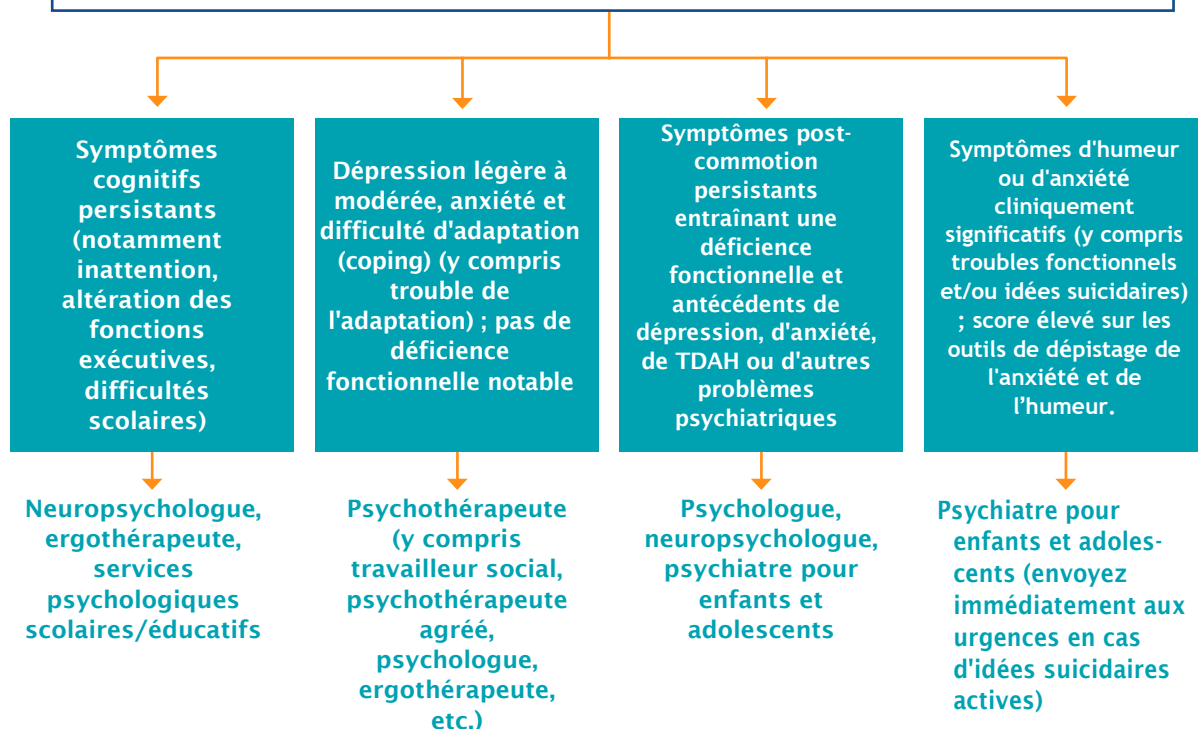 Symptômes
cognitifs
persistants
(notamment
inattention,
altération des
fonctions
exécutives,
difficultés
scolaires)
Dépression légère à
modérée, anxiété et
difficulté d'adaptation
(coping) (y compris
trouble de
l'adaptation) ; pas de
déficience
fonctionnelle notable
Symptômes post-
commotion
persistants
entraînant une
déficience
fonctionnelle et
antécédents de
dépression, d'anxiété,
de TDAH ou d'autres
problèmes
psychiatriques
Symptômes d'humeur
ou d'anxiété
cliniquement
significatifs (y compris
troubles fonctionnels
et/ou idées suicidaires)
; score élevé sur les
outils de dépistage de
l'anxiété et de
l’humeur.
Neuropsychologue,
ergothérapeute,
services
psychologiques
scolaires/éducatifs
Psychothérapeute
(y compris
travailleur social,
psychothérapeute
agréé,
psychologue,
ergothérapeute,
etc.)
Psychologue,
neuropsychologue,
psychiatre pour
enfants et
adolescents
Psychiatre pour
enfants et adoles-
cents (envoyez
immédiatement aux
urgences en cas
d'idées suicidaires
actives)